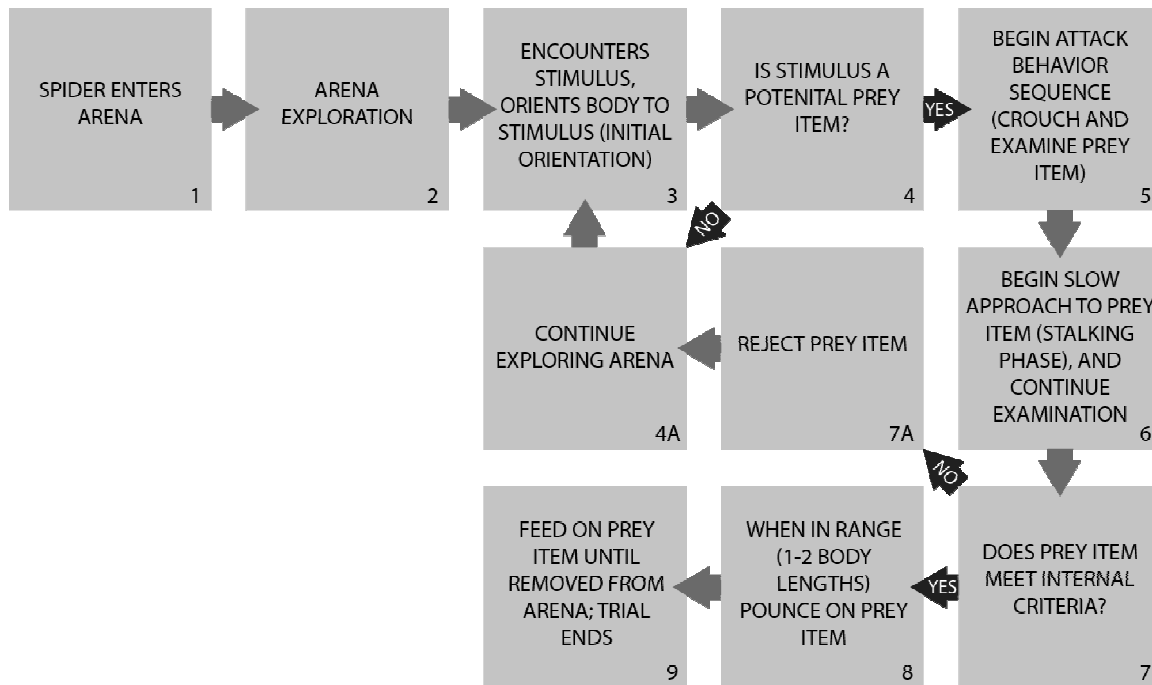 SPIDER ENTERS
ARENA
1
ARENA
EXPLORATION
2
ENCOUNTERS
STIMULUS,
ORIENTS BODY TO
STIMULUS (INITIAL
ORIENTATION)
3
IS STIMULUS A
POTENITAL PREY
ITEM?
4
YES
BEGIN ATTACK
BEHAVIOR
SEQUENCE
(CROUCH AND
EXAMINE PREY
ITEM)
5
NO
CONTINUE
EXPLORING ARENA
4A
REJECT PREY ITEM
7A
BEGIN SLOW
APPROACH TO PREY
ITEM (STALKING
PHASE), AND
CONTINUE
EXAMINATION
6
NO
FEED ON PREY
ITEM UNTIL
REMOVED FROM
ARENA; TRIAL
ENDS
9
WHEN IN RANGE
(1-2 BODY
LENGTHS)
POUNCE ON PREY
ITEM
8
YES
DOES PREY ITEM
MEET INTERNAL
CRITERIA?
7